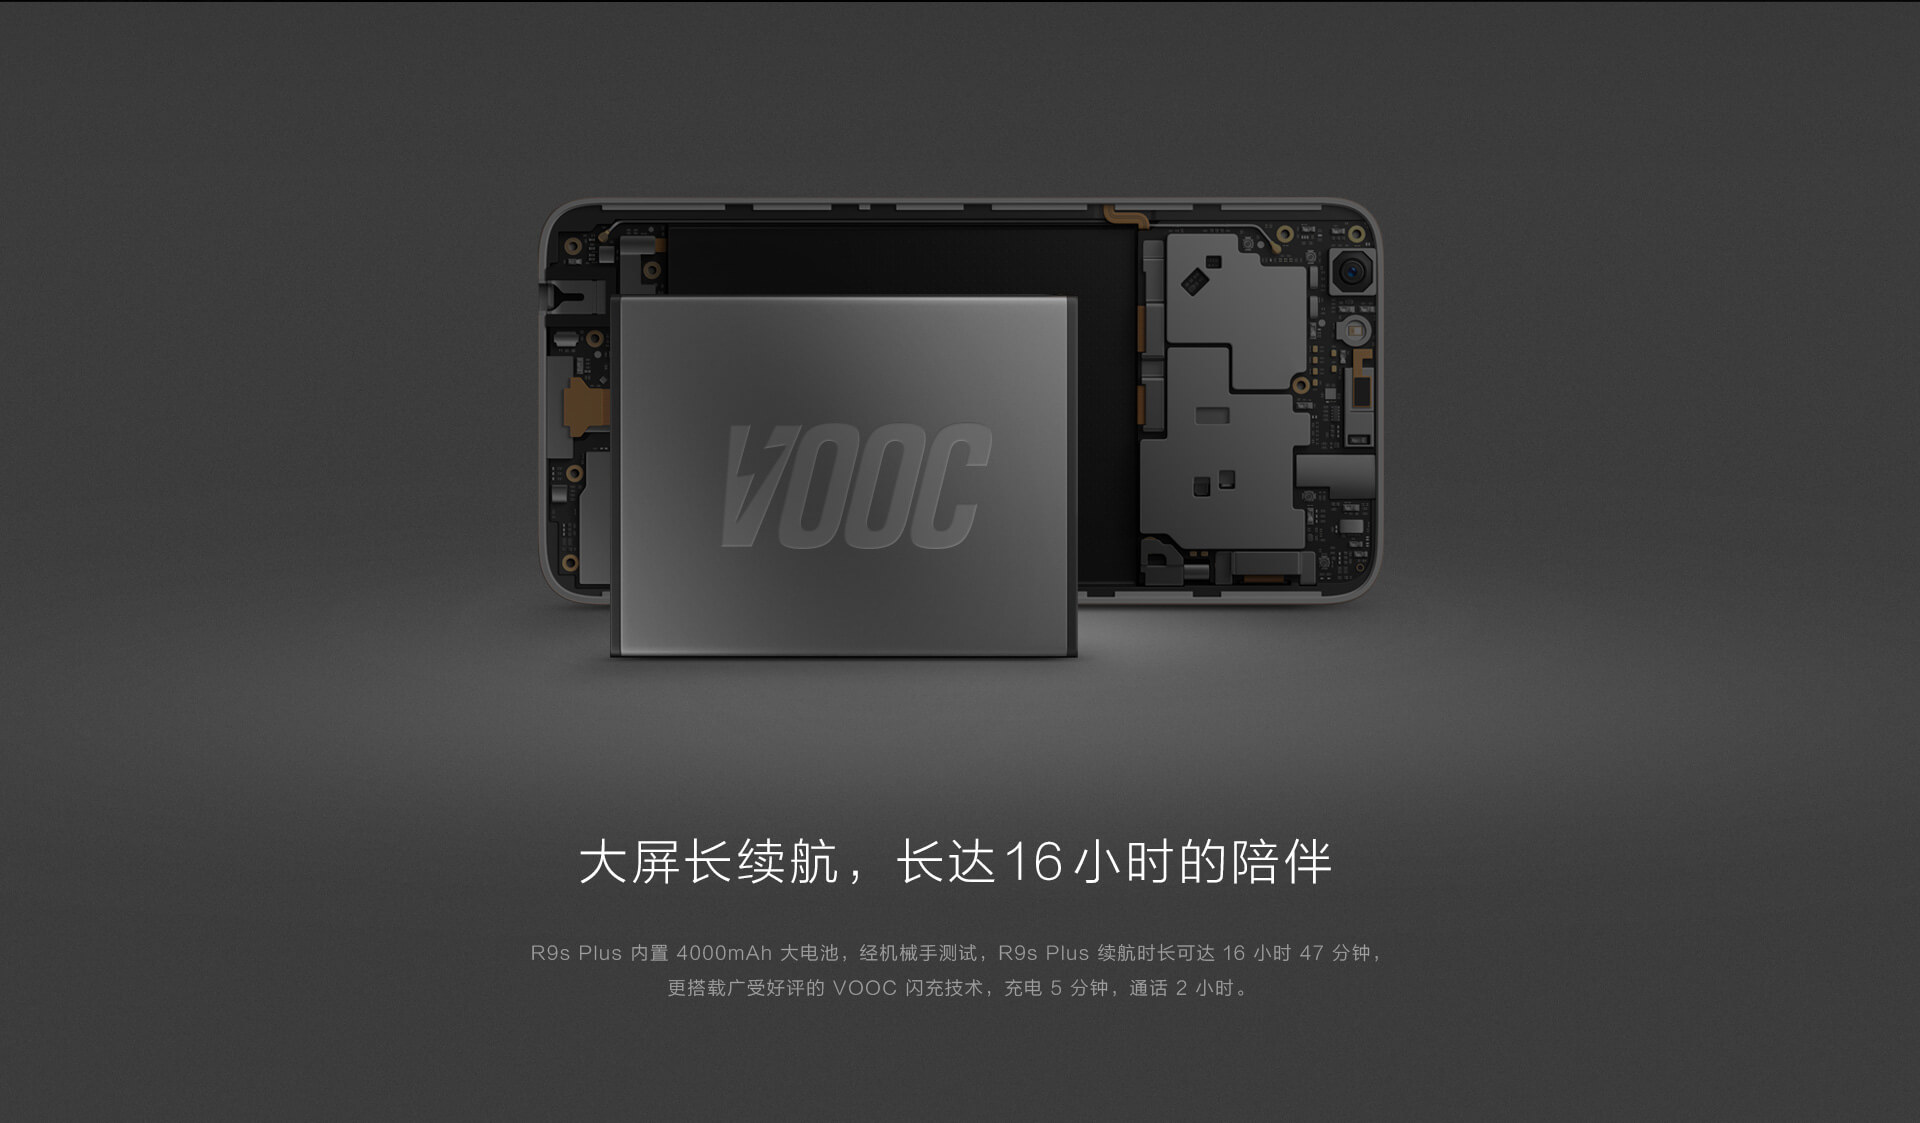 VOOC
大屏长续航，长达16小时的陪伴
R9s Plus 内置 4000mAh 大电池，经机械手测试，R9s Plus 续航时长可达 16 小时 47 分钟，
更搭载广受好评的 VOOC 闪充技术，充电 5 分钟，通话 2 小时。